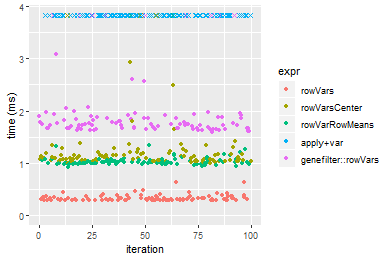 4
3
2
1
0
time (ms)
0
25
50
75
100
iteration
expr
rowVars
rowVarsCenter
rowVarRowMeans
apply+var
genefilter::rowVars